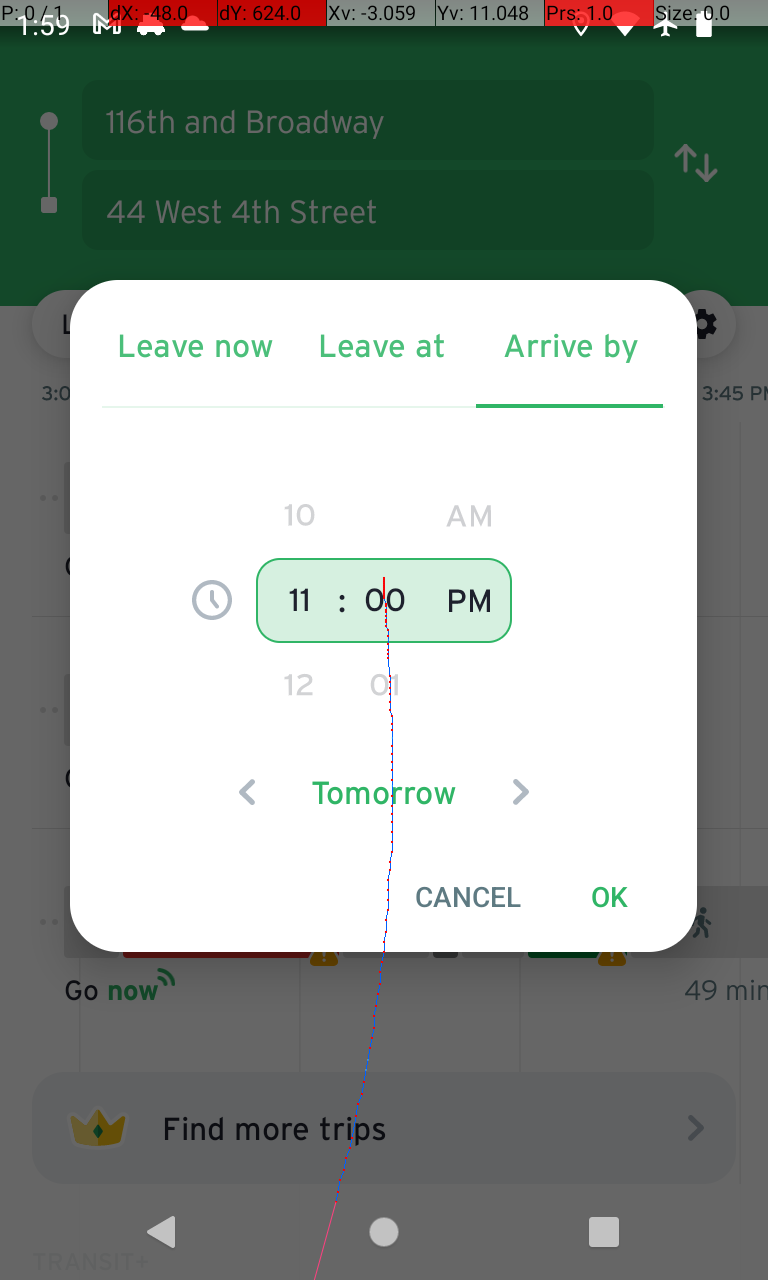 P: 0 / 1 dX: -48.0 dY: 624.0 Xv: -3.059 Yv: 11.048 Prs: 1.0 Size: 0.0
1:59
116th and Broadway
44 West 4th Street
L
Leave now Leave at Arrive by
3:0 3:45 PM
10 AM
11 : 00 PM
12 01
Tomorrow
CANCEL OK
Go now 49 min
Find more trips
TRANSIT+